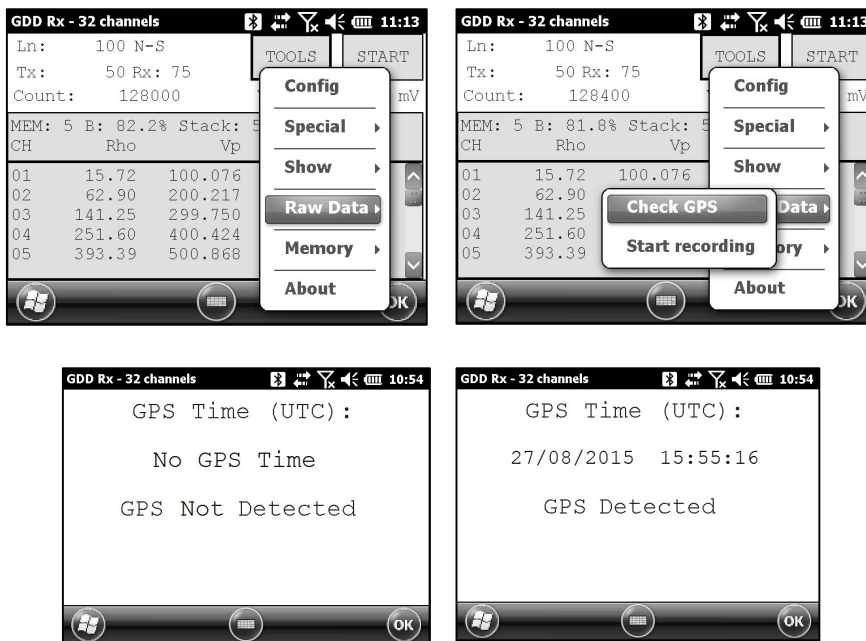 GDD Rx - 32 channels 11:13
Ln: 100 N-S
TOOLS START
Tx: 50 Rx: 75
Count: 128000 mV
MEM: 5 B: 82.2% Stack: 5
CH Rho Vp
01 15.72 100.076
02 62.90 200.217
03 141.25 299.750
04 251.60 400.424
05 393.39 500.868
Config
Special
Show
Raw Data
Memory
About
OK
GDD Rx - 32 channels 11:13
Ln: 100 N-S
TOOLS START
Tx: 50 Rx: 75
Count: 128400 mV
MEM: 5 B: 81.8% Stack: 5
CH Rho Vp
01 15.72 100.076
02 62.90
03 141.25
04 251.60
05 393.39
Config
Special
Show
Data
ory
About
Check GPS
Start recording
OK
GDD Rx - 32 channels 10:54
GPS Time (UTC):
No GPS Time
GPS Not Detected
OK
GDD Rx - 32 channels 10:54
GPS Time (UTC):
27/08/2015 15:55:16
GPS Detected
OK